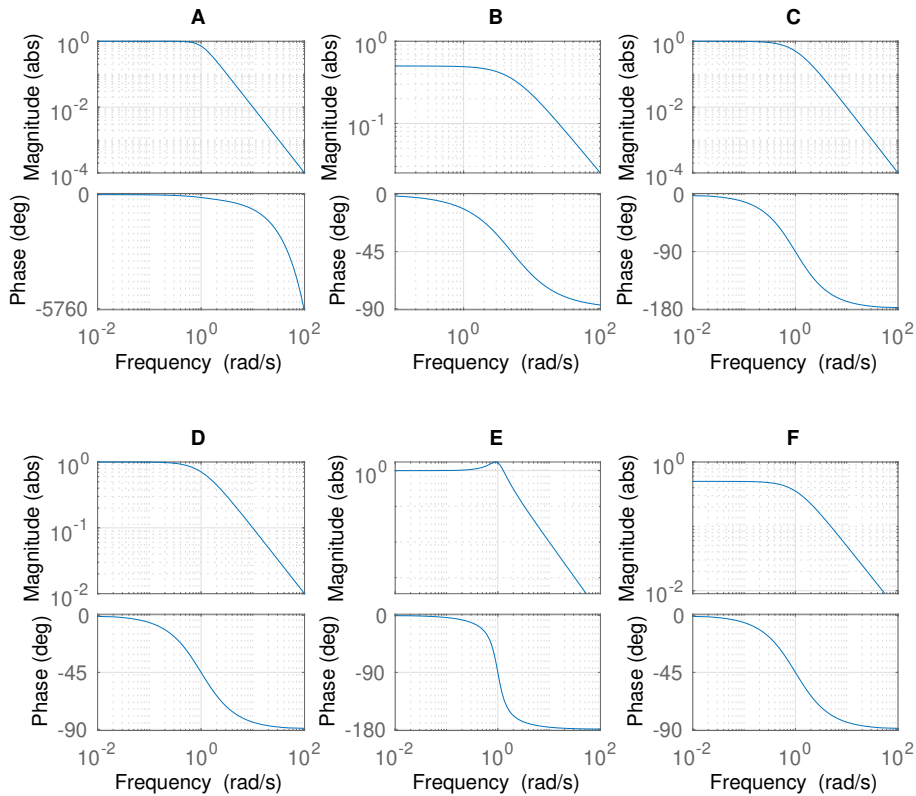 A
B
C
Magnitude (abs)
10^0
10^-2
10^-4
Magnitude (abs)
10^0
10^-1
Magnitude (abs)
10^0
10^-2
10^-4
Phase (deg)
0
-5760
Phase (deg)
0
-45
-90
Phase (deg)
0
-90
-180
10^-2
10^0
10^2
10^0
10^2
10^-2
10^0
10^2
Frequency (rad/s)
Frequency (rad/s)
Frequency (rad/s)
D
E
F
Magnitude (abs)
10^0
10^-1
10^-2
Magnitude (abs)
10^0
Magnitude (abs)
10^0
10^-2
Phase (deg)
0
-45
-90
Phase (deg)
0
-90
-180
Phase (deg)
0
-45
-90
10^-2
10^0
10^2
10^-2
10^0
10^2
10^-2
10^0
10^2
Frequency (rad/s)
Frequency (rad/s)
Frequency (rad/s)